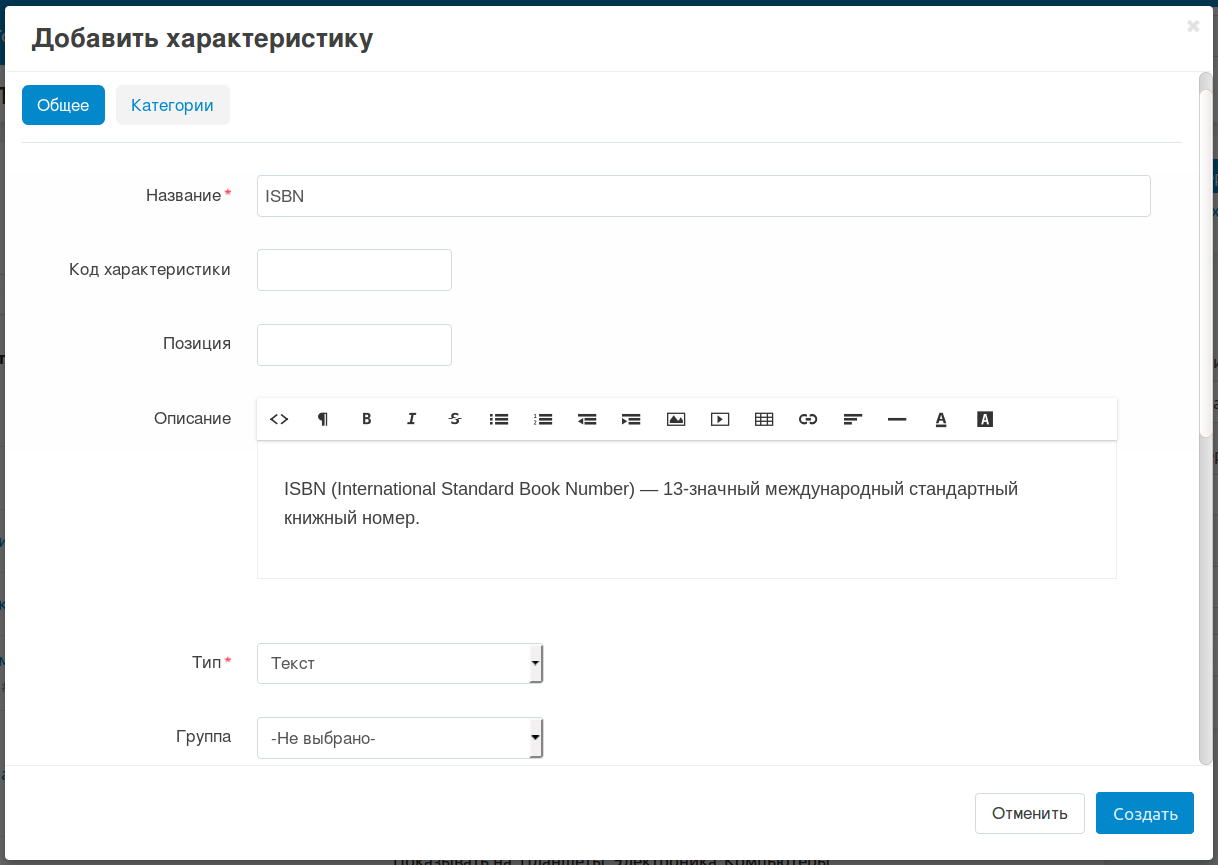 Добавить характеристику
Общее Категории
Название*
ISBN
Код характеристики
Позиция
Описание
ISBN (International Standard Book Number) — 13-значный международный стандартный
книжный номер.
Тип*
Текст
Группа
-Не выбрано-
Отменить Создать